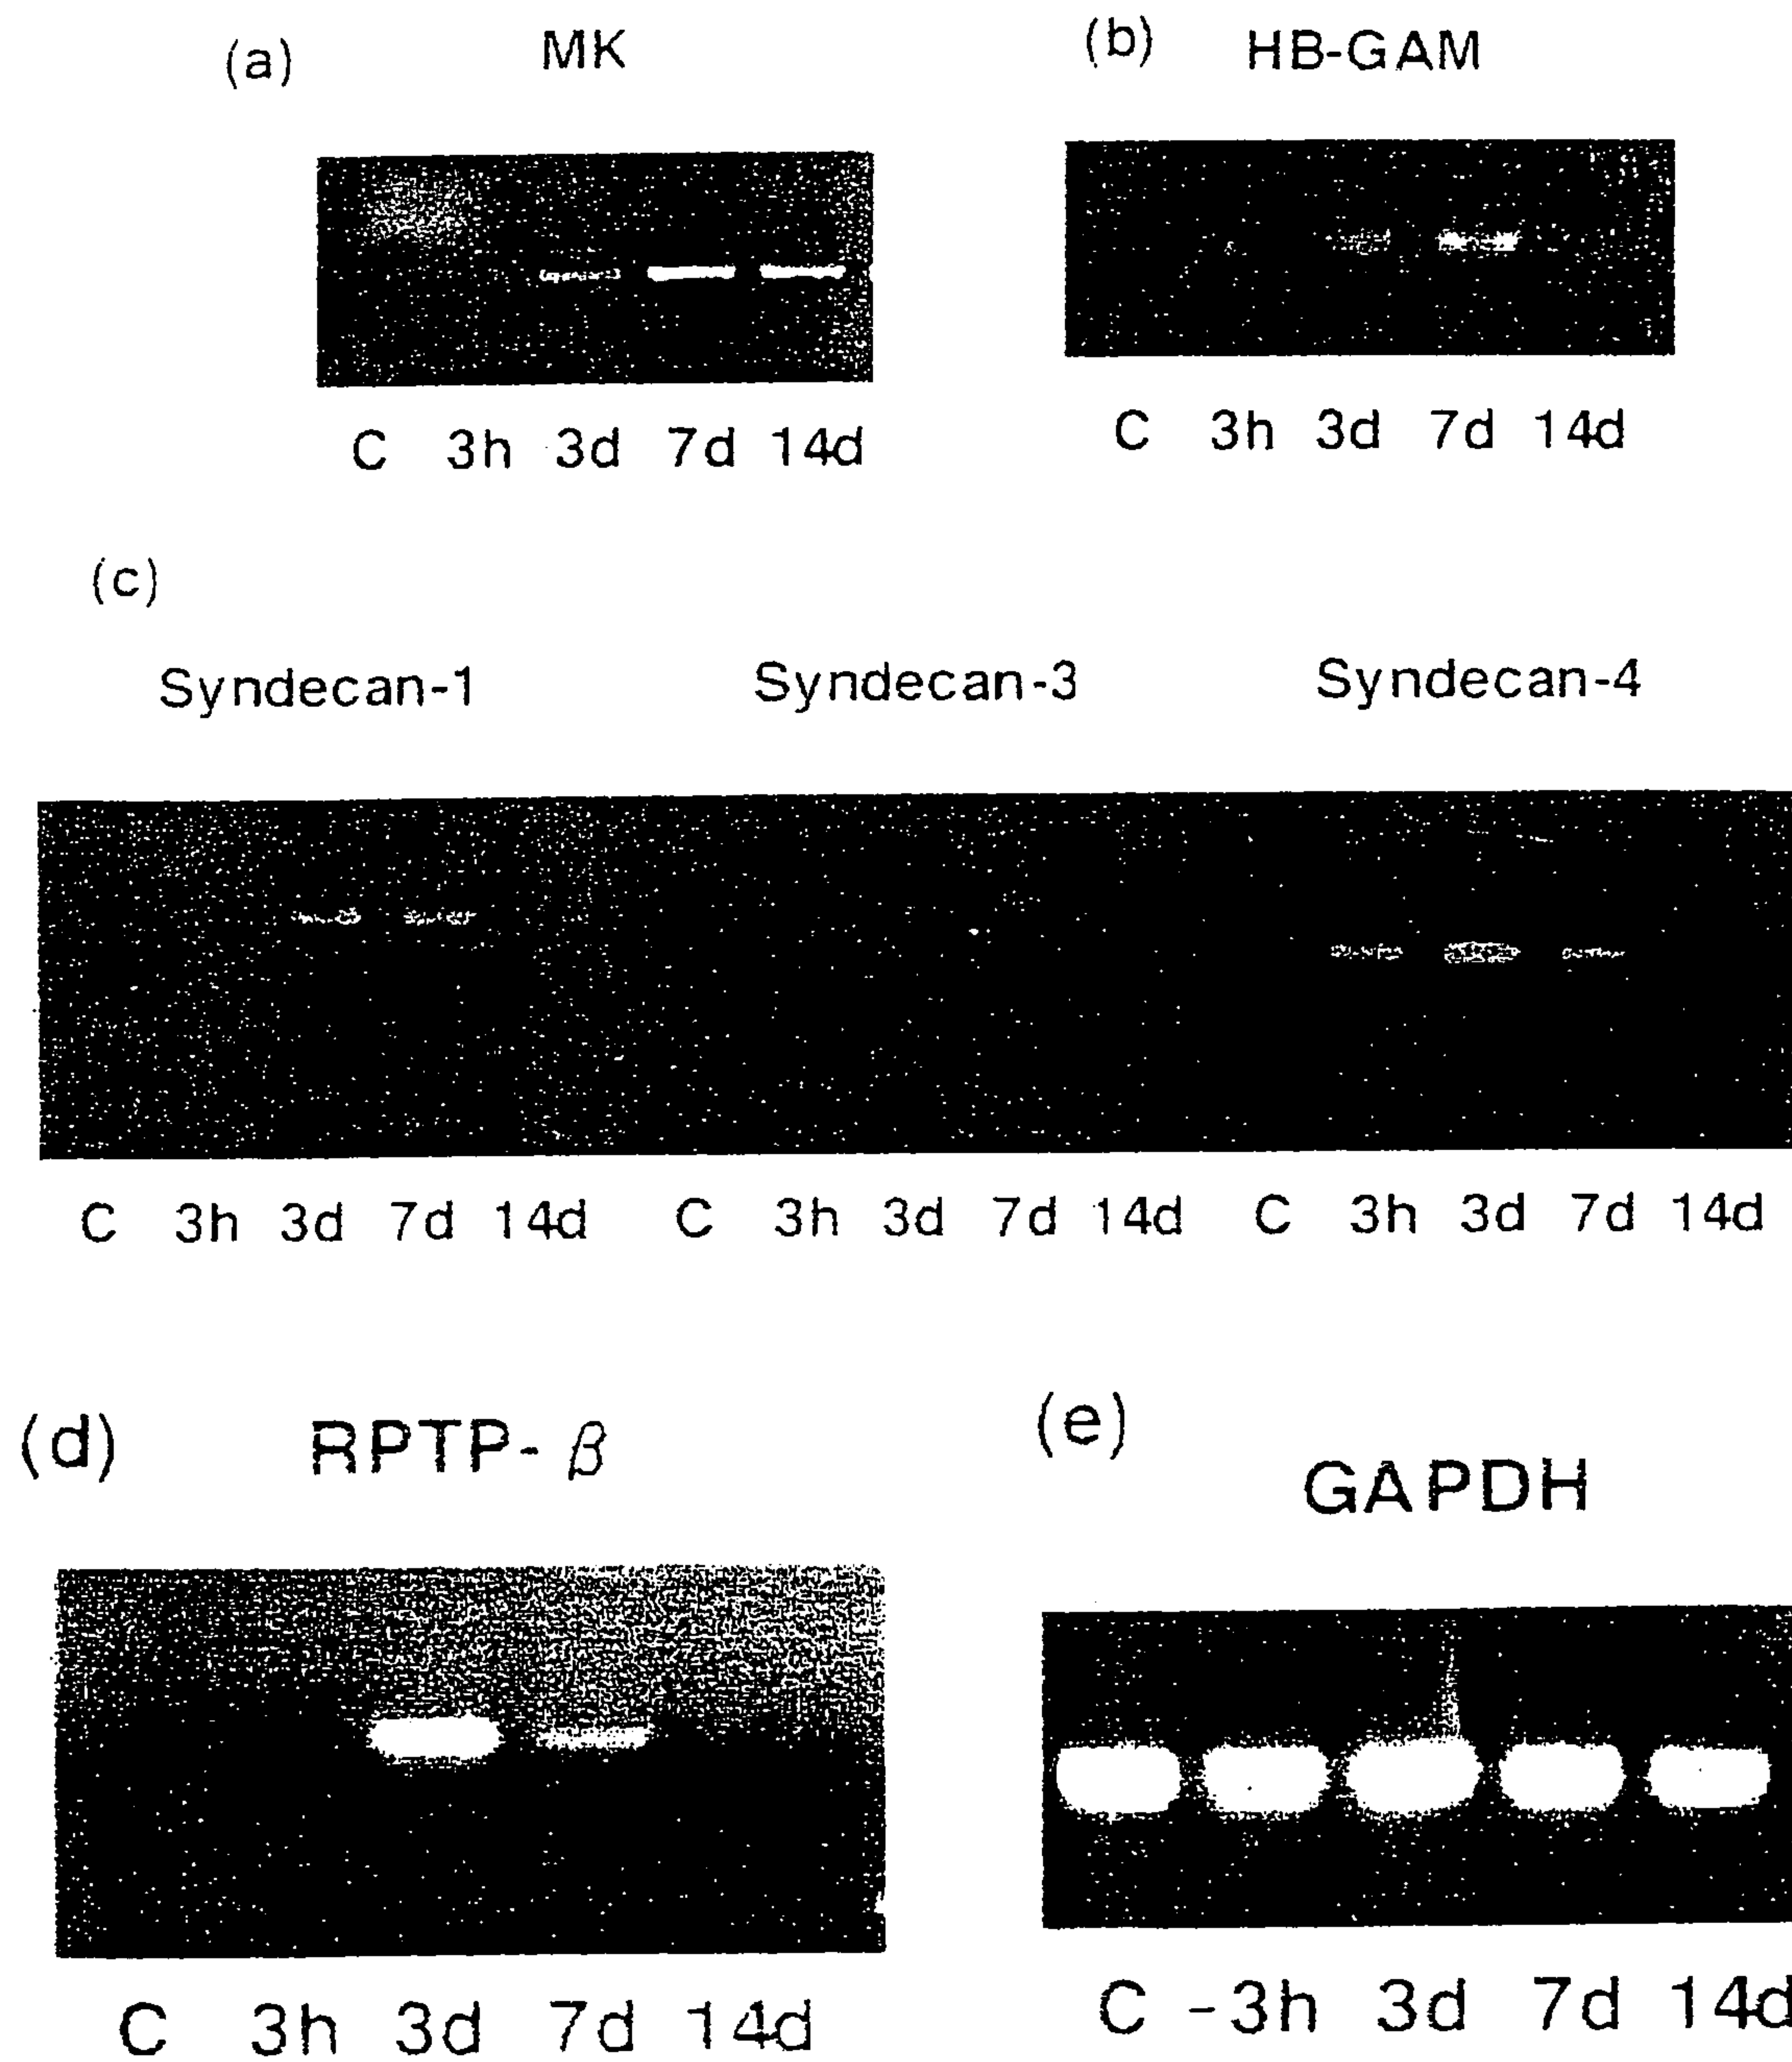 (a) MK (b) HB-GAM
C 3h 3d 7d 14d C 3h 3d 7d 14d
(c)
Syndecan-1 Syndecan-3 Syndecan-4
C 3h 3d 7d 14d C 3h 3d 7d 14d C 3h 3d 7d 14d
(d) RPTP-β (e) GAPDH
C 3h 3d 7d 14d C -3h 3d 7d 14d